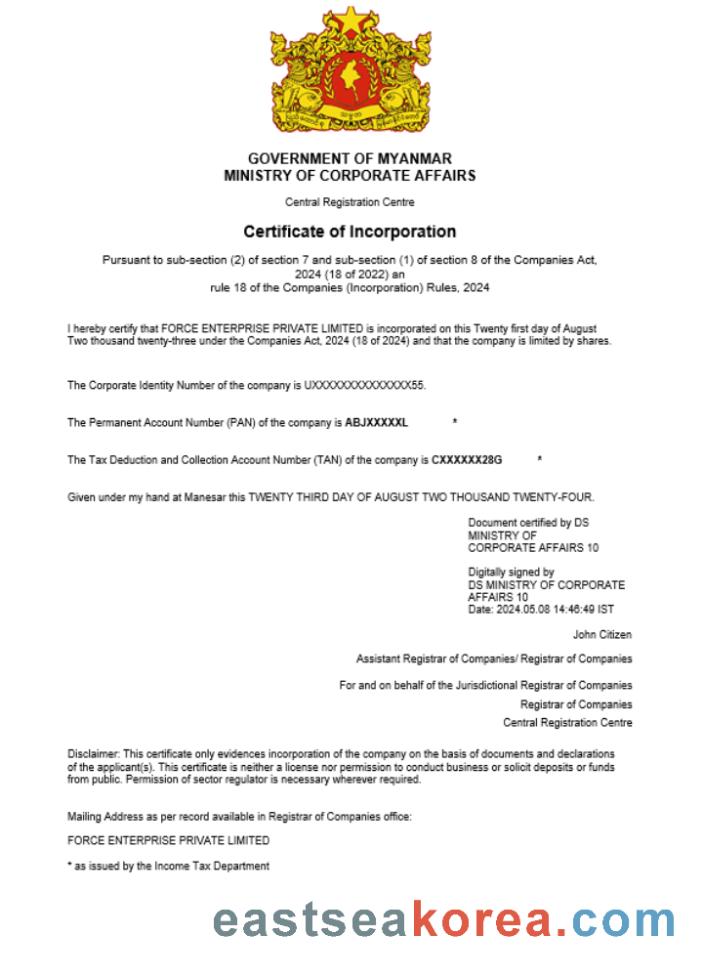 GOVERNMENT OF MYANMAR
MINISTRY OF CORPORATE AFFAIRS
Central Registration Centre
Certificate of Incorporation
Pursuant to sub-section (2) of section 7 and sub-section (1) of section 8 of the Companies Act,
2024 (18 of 2022) an
rule 18 of the Companies (Incorporation) Rules, 2024
I hereby certify that FORCE ENTERPRISE PRIVATE LIMITED is incorporated on this Twenty first day of August
Two thousand twenty-three under the Companies Act, 2024 (18 of 2024) and that the company is limited by shares.
The Corporate Identity Number of the company is UXXXXXXXXXXXXXX55.
The Permanent Account Number (PAN) of the company is ABJXXXXXL *
The Tax Deduction and Collection Account Number (TAN) of the company is CXXXXXX28G *
Given under my hand at Manesar this TWENTY THIRD DAY OF AUGUST TWO THOUSAND TWENTY-FOUR.
Document certified by DS
MINISTRY OF
CORPORATE AFFAIRS 10
Digitally signed by
DS MINISTRY OF CORPORATE
AFFAIRS 10
Date: 2024.05.08 14:46:49 IST
John Citizen
Assistant Registrar of Companies/ Registrar of Companies
For and on behalf of the Jurisdictional Registrar of Companies
Registrar of Companies
Central Registration Centre
Disclaimer: This certificate only evidences incorporation of the company on the basis of documents and declarations
of the applicant(s). This certificate is neither a license nor permission to conduct business or solicit deposits or funds
from public. Permission of sector regulator is necessary wherever required.
Mailing Address as per record available in Registrar of Companies office:
FORCE ENTERPRISE PRIVATE LIMITED
* as issued by the Income Tax Department
eastseakorea.com